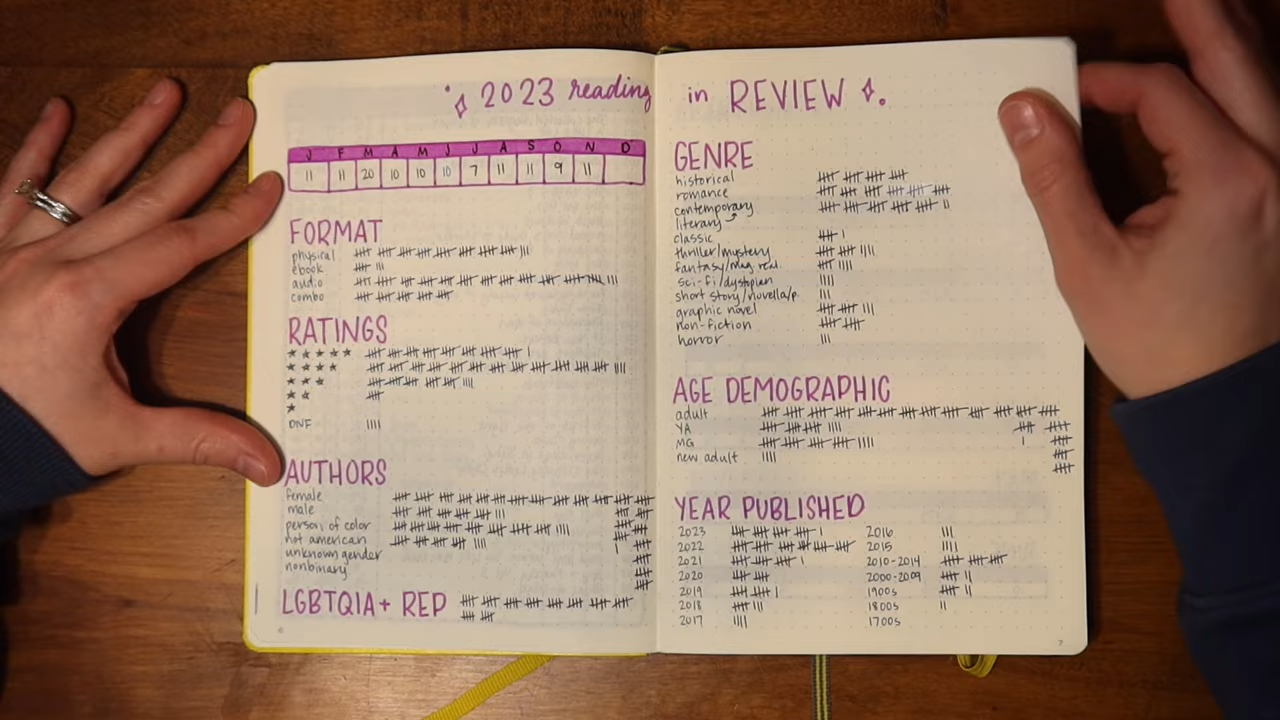 2023 reading in REVIEW
J F M A M J J A S O N D
11 11 20 10 10 10 7 11 11 9 11
FORMAT
physical
ebook
audio
combo
RATINGS
DNF
AUTHORS
female
male
person of color
not american
unknown gender
nonbinary
LGBTQIA+ REP
6
GENRE
historical
romance
contemporary
literary
classic
thriller/mystery
fantasy/mag real.
sci-fi/dystopian
short story/novella/p.
graphic novel
non-fiction
horror
AGE DEMOGRAPHIC
adult
YA
MG
new adult
YEAR PUBLISHED
2023 2016
2022 2015
2021 2010-2014
2020 2000-2009
2019 1900s
2018 1800s
2017 1700s
7